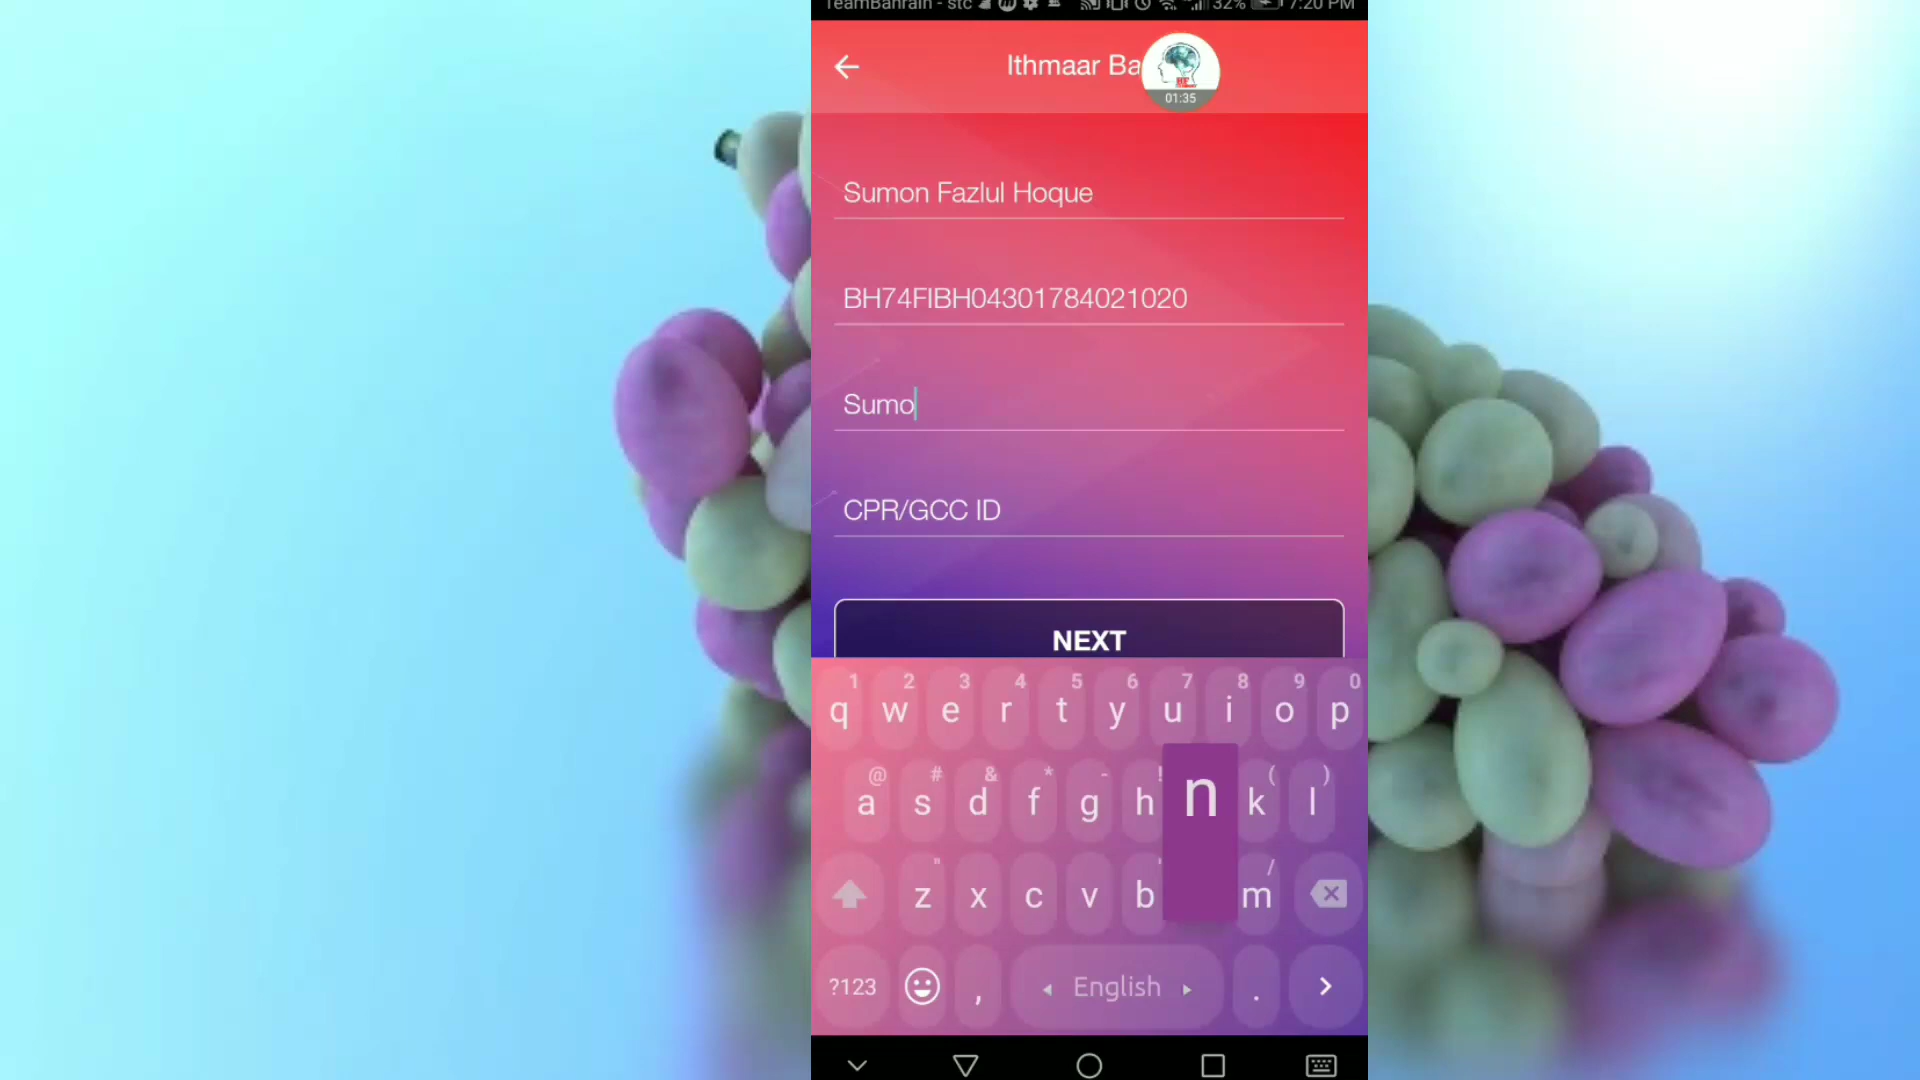 TeamBahrain - stc 32% 7:20 PM
Ithmaar Ba
01:35
Sumon Fazlul Hoque
BH74FIBH04301784021020
Sumo
CPR/GCC ID
NEXT
1 2 3 4 5 6 7 8 9 0
q w e r t y u i o p
@ # & * - ! ( )
a s d f g h n k l
" ' /
z x c v b m
?123 , English .